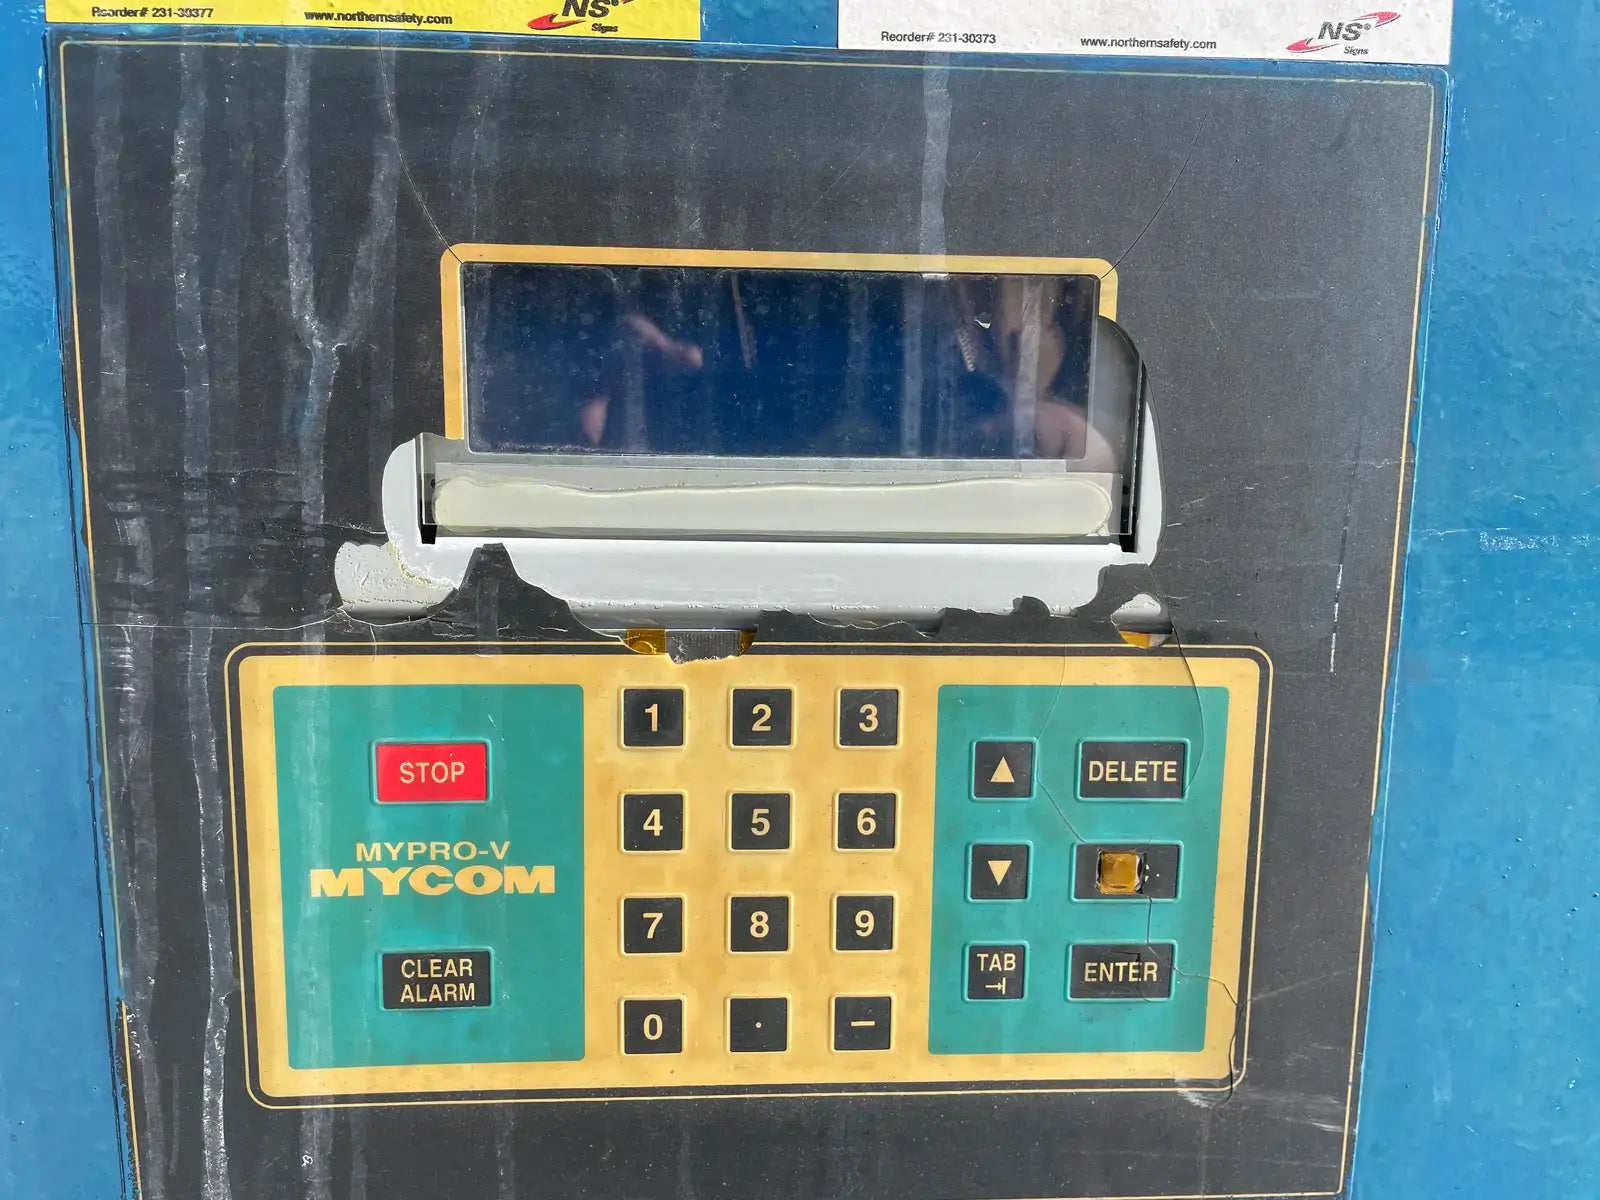 Reorder# 231-30377 www.northernsafety.com NS® Signs
Reorder# 231-30373 www.northernsafety.com NS® Signs
1 2 3
STOP
▲ DELETE
4 5 6
MYPRO-V
MYCOM
▼
7 8 9
CLEAR
ALARM
TAB
→|
ENTER
0 . –